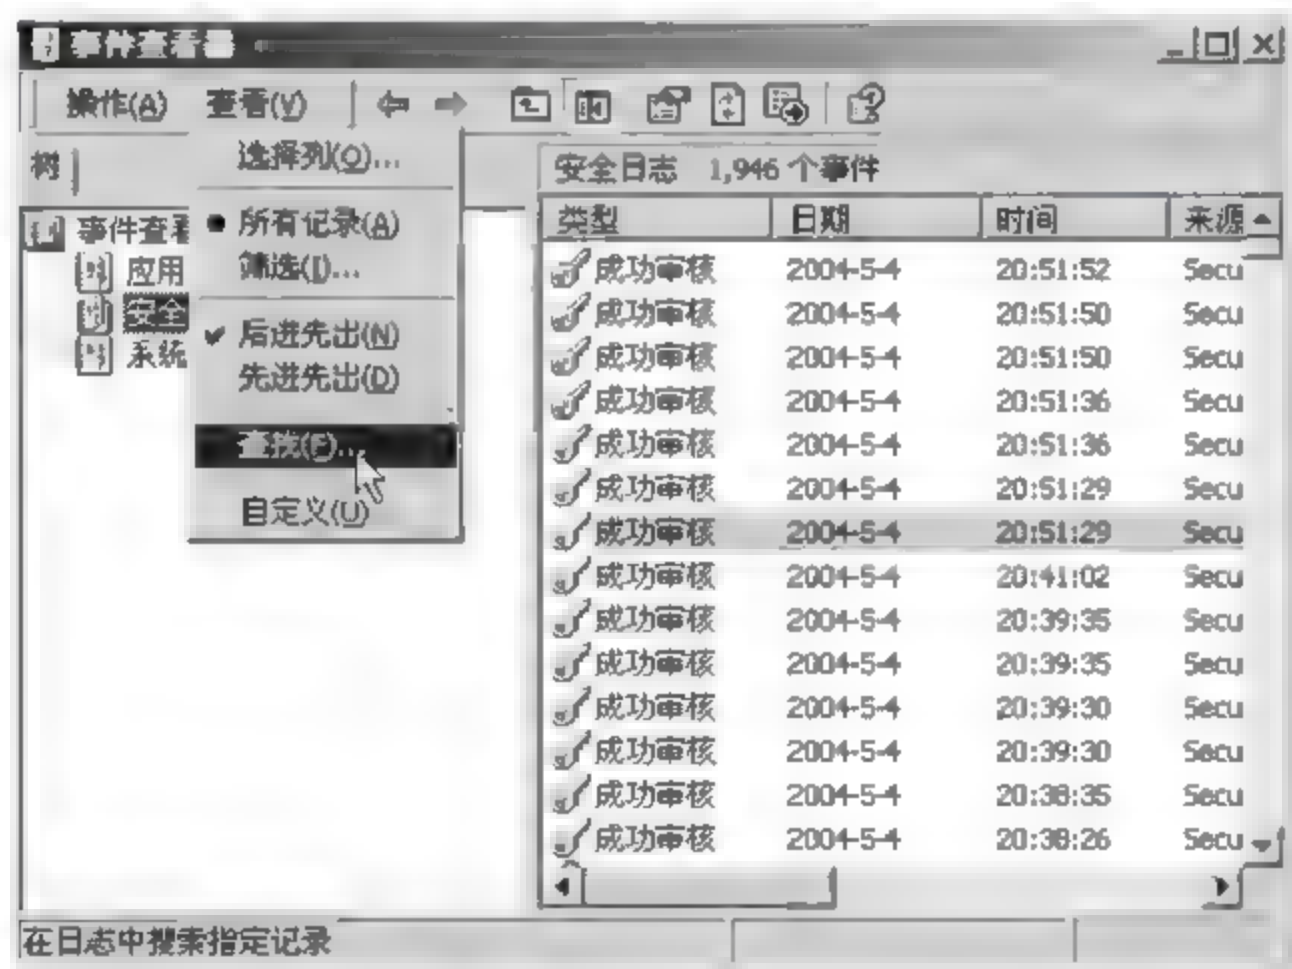 事件查看器
操作(A) 查看(V)
树
选择列(O)...
所有记录(A)
筛选(I)...
后进先出(N)
先进先出(D)
查找(F)...
自定义(U)
事件查看
应用
安全
系统
安全日志 1,946 个事件
类型 日期 时间 来源
成功审核 2004-5-4 20:51:52 Secu
成功审核 2004-5-4 20:51:50 Secu
成功审核 2004-5-4 20:51:50 Secu
成功审核 2004-5-4 20:51:36 Secu
成功审核 2004-5-4 20:51:36 Secu
成功审核 2004-5-4 20:51:29 Secu
成功审核 2004-5-4 20:51:29 Secu
成功审核 2004-5-4 20:41:02 Secu
成功审核 2004-5-4 20:39:35 Secu
成功审核 2004-5-4 20:39:35 Secu
成功审核 2004-5-4 20:39:30 Secu
成功审核 2004-5-4 20:39:30 Secu
成功审核 2004-5-4 20:38:35 Secu
成功审核 2004-5-4 20:38:26 Secu
在日志中搜索指定记录